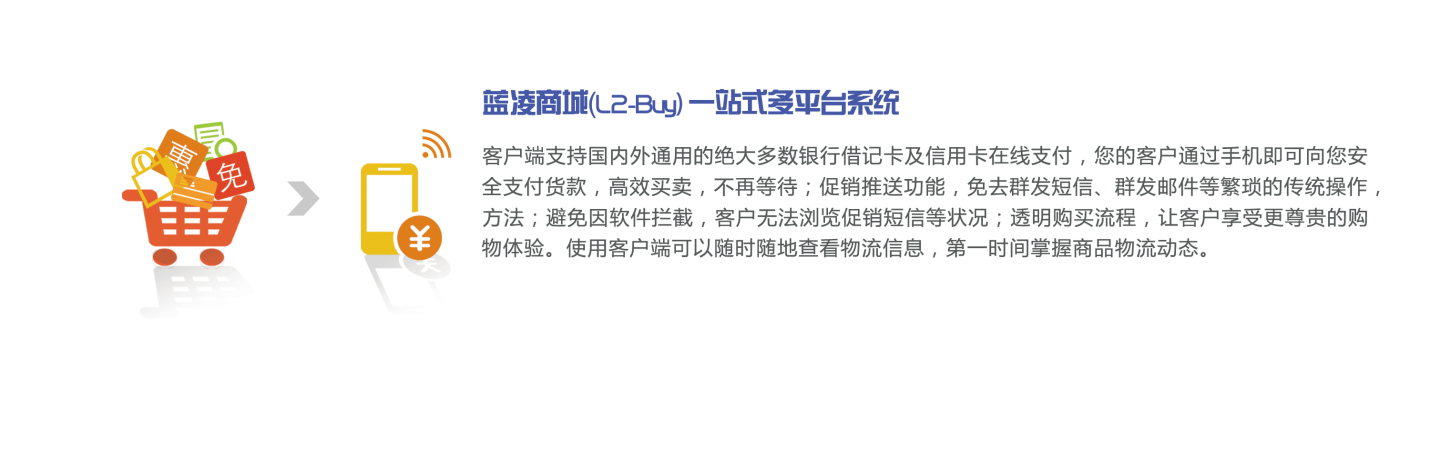 蓝凌商城(L2-Buy) 一站式多平台系统
惠
免
¥
客户端支持国内外通用的绝大多数银行借记卡及信用卡在线支付，您的客户通过手机即可向您安
全支付货款，高效买卖，不再等待；促销推送功能，免去群发短信、群发邮件等繁琐的传统操作，
方法；避免因软件拦截，客户无法浏览促销短信等状况；透明购买流程，让客户享受更尊贵的购
物体验。使用客户端可以随时随地查看物流信息，第一时间掌握商品物流动态。